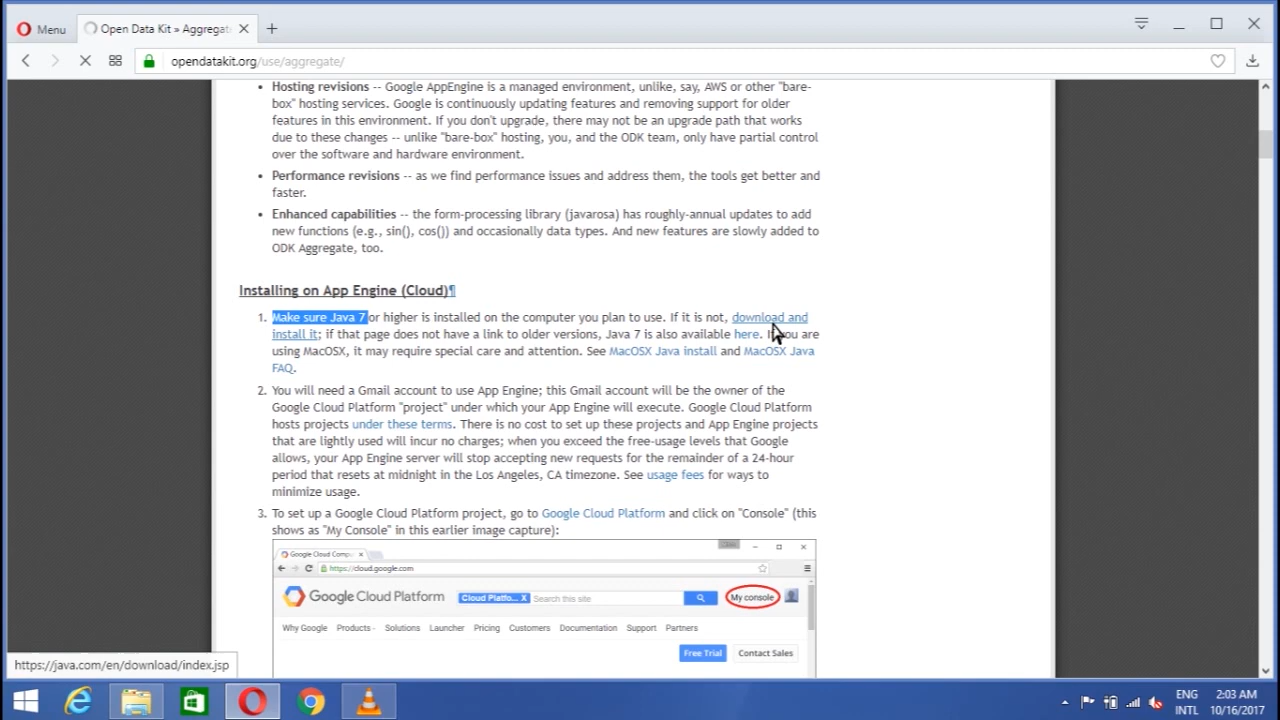 Menu
Open Data Kit » Aggregat
opendatakit.org/use/aggregate/
• Hosting revisions -- Google AppEngine is a managed environment, unlike, say, AWS or other "bare-
box" hosting services. Google is continuously updating features and removing support for older
features in this environment. If you don't upgrade, there may not be an upgrade path that works
due to these changes -- unlike "bare-box" hosting, you, and the ODK team, only have partial control
over the software and hardware environment.
• Performance revisions -- as we find performance issues and address them, the tools get better and
faster.
• Enhanced capabilities -- the form-processing library (javarosa) has roughly-annual updates to add
new functions (e.g., sin(), cos()) and occasionally data types. And new features are slowly added to
ODK Aggregate, too.
Installing on App Engine (Cloud)¶
1. Make sure Java 7 or higher is installed on the computer you plan to use. If it is not, download and
install it; if that page does not have a link to older versions, Java 7 is also available here. If you are
using MacOSX, it may require special care and attention. See MacOSX Java install and MacOSX Java
FAQ.
2. You will need a Gmail account to use App Engine; this Gmail account will be the owner of the
Google Cloud Platform "project" under which your App Engine will execute. Google Cloud Platform
hosts projects under these terms. There is no cost to set up these projects and App Engine projects
that are lightly used will incur no charges; when you exceed the free-usage levels that Google
allows, your App Engine server will stop accepting new requests for the remainder of a 24-hour
period that resets at midnight in the Los Angeles, CA timezone. See usage fees for ways to
minimize usage.
3. To set up a Google Cloud Platform project, go to Google Cloud Platform and click on "Console" (this
shows as "My Console" in this earlier image capture):
Google Cloud Comp
https://cloud.google.com
Google Cloud Platform Cloud Platfo... X Search this site My console
Why Google Products Solutions Launcher Pricing Customers Documentation Support Partners
Free Trial Contact Sales
https://java.com/en/download/index.jsp
ENG 2:03 AM
INTL 10/16/2017